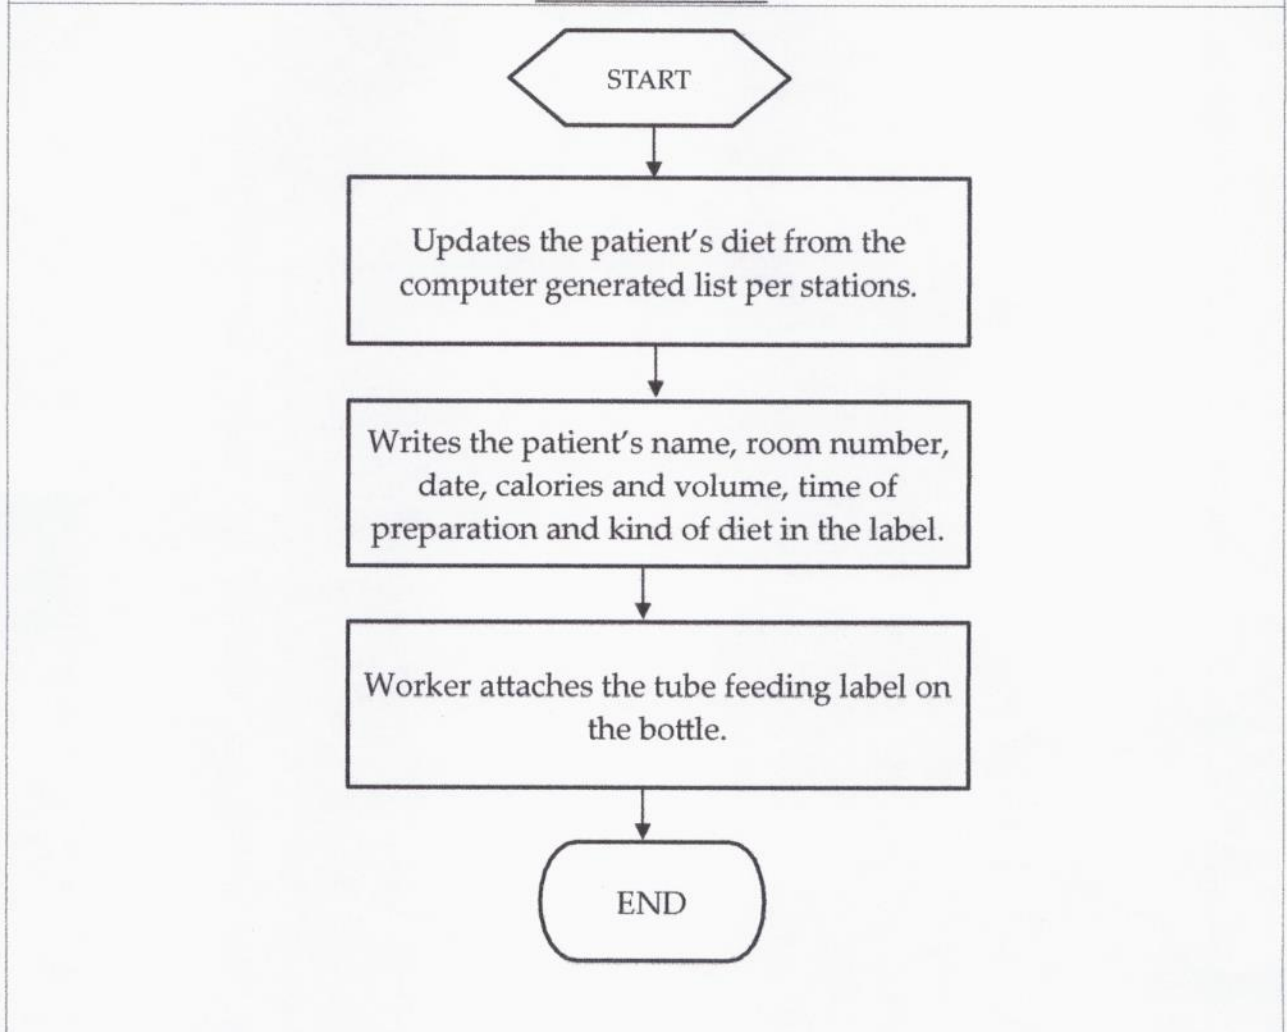 START
Updates the patient's diet from the
computer generated list per stations.
Writes the patient's name, room number,
date, calories and volume, time of
preparation and kind of diet in the label.
Worker attaches the tube feeding label on
the bottle.
END